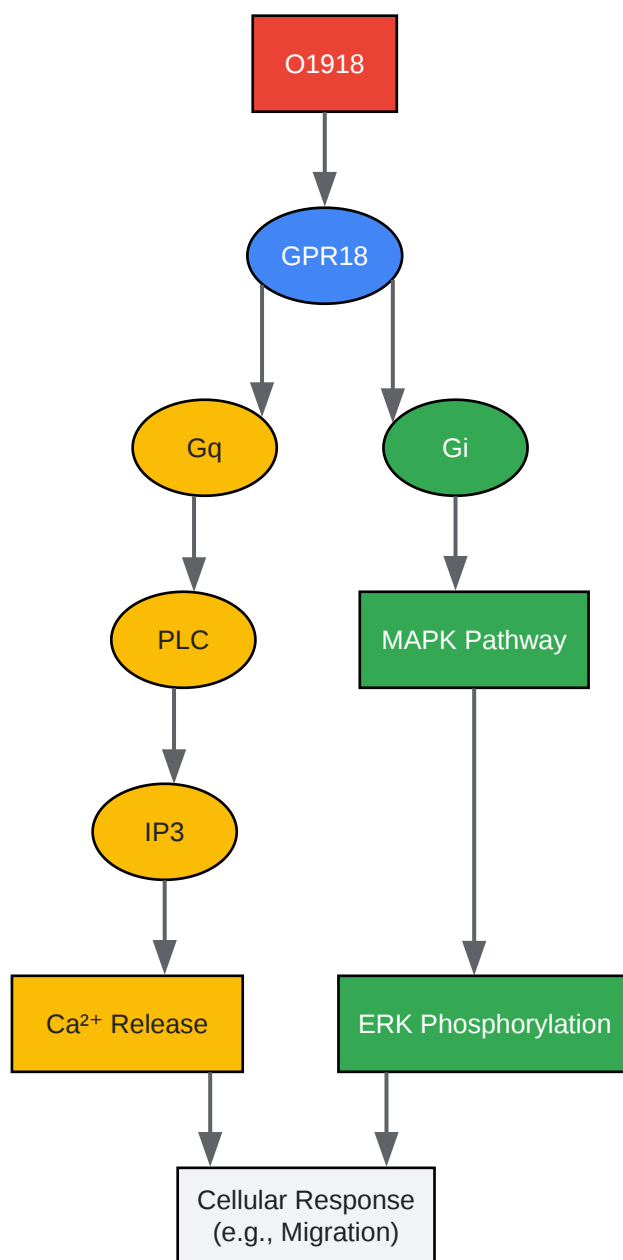 O1918
GPR18
Gq
Gi
PLC
MAPK Pathway
IP3
Ca²⁺ Release
ERK Phosphorylation
Cellular Response
(e.g., Migration)